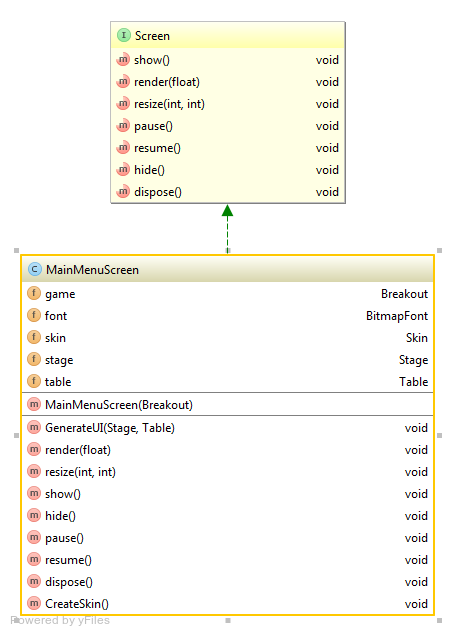 I Screen
m show() void
m render(float) void
m resize(int, int) void
m pause() void
m resume() void
m hide() void
m dispose() void
C MainMenuScreen
f game Breakout
f font BitmapFont
f skin Skin
f stage Stage
f table Table
m MainMenuScreen(Breakout)
m GenerateUI(Stage, Table) void
m render(float) void
m resize(int, int) void
m show() void
m hide() void
m pause() void
m resume() void
m dispose() void
m CreateSkin() void
Powered by yFiles